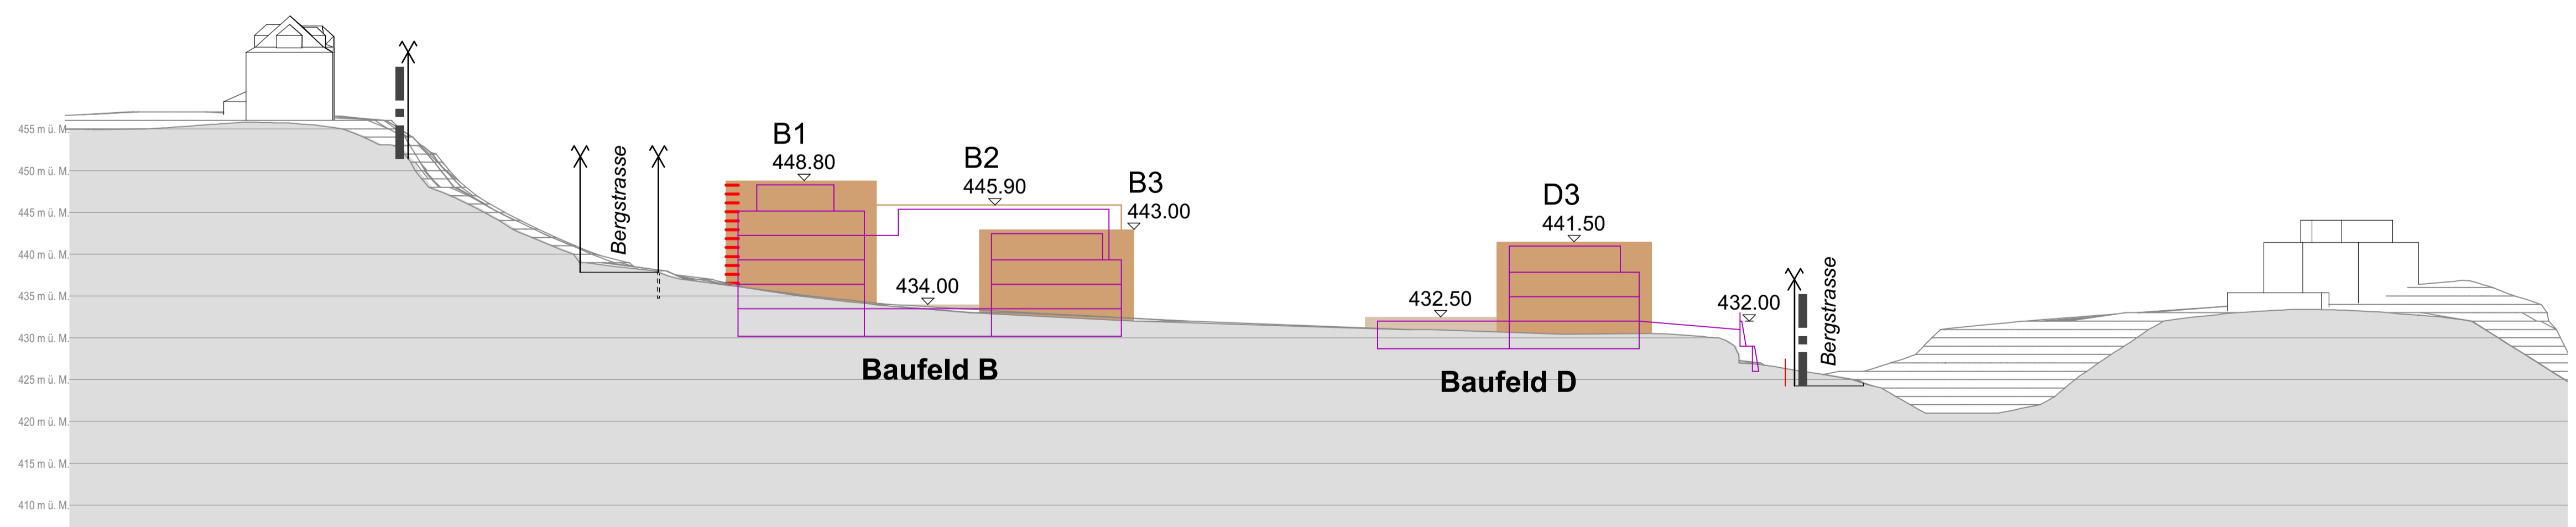 455 m ü. M.
450 m ü. M.
445 m ü. M.
440 m ü. M.
435 m ü. M.
430 m ü. M.
425 m ü. M.
420 m ü. M.
415 m ü. M.
410 m ü. M.
Bergstrasse
B1
448.80
B2
445.90
B3
443.00
434.00
Baufeld B
D3
441.50
432.50
432.00
Baufeld D
Bergstrasse